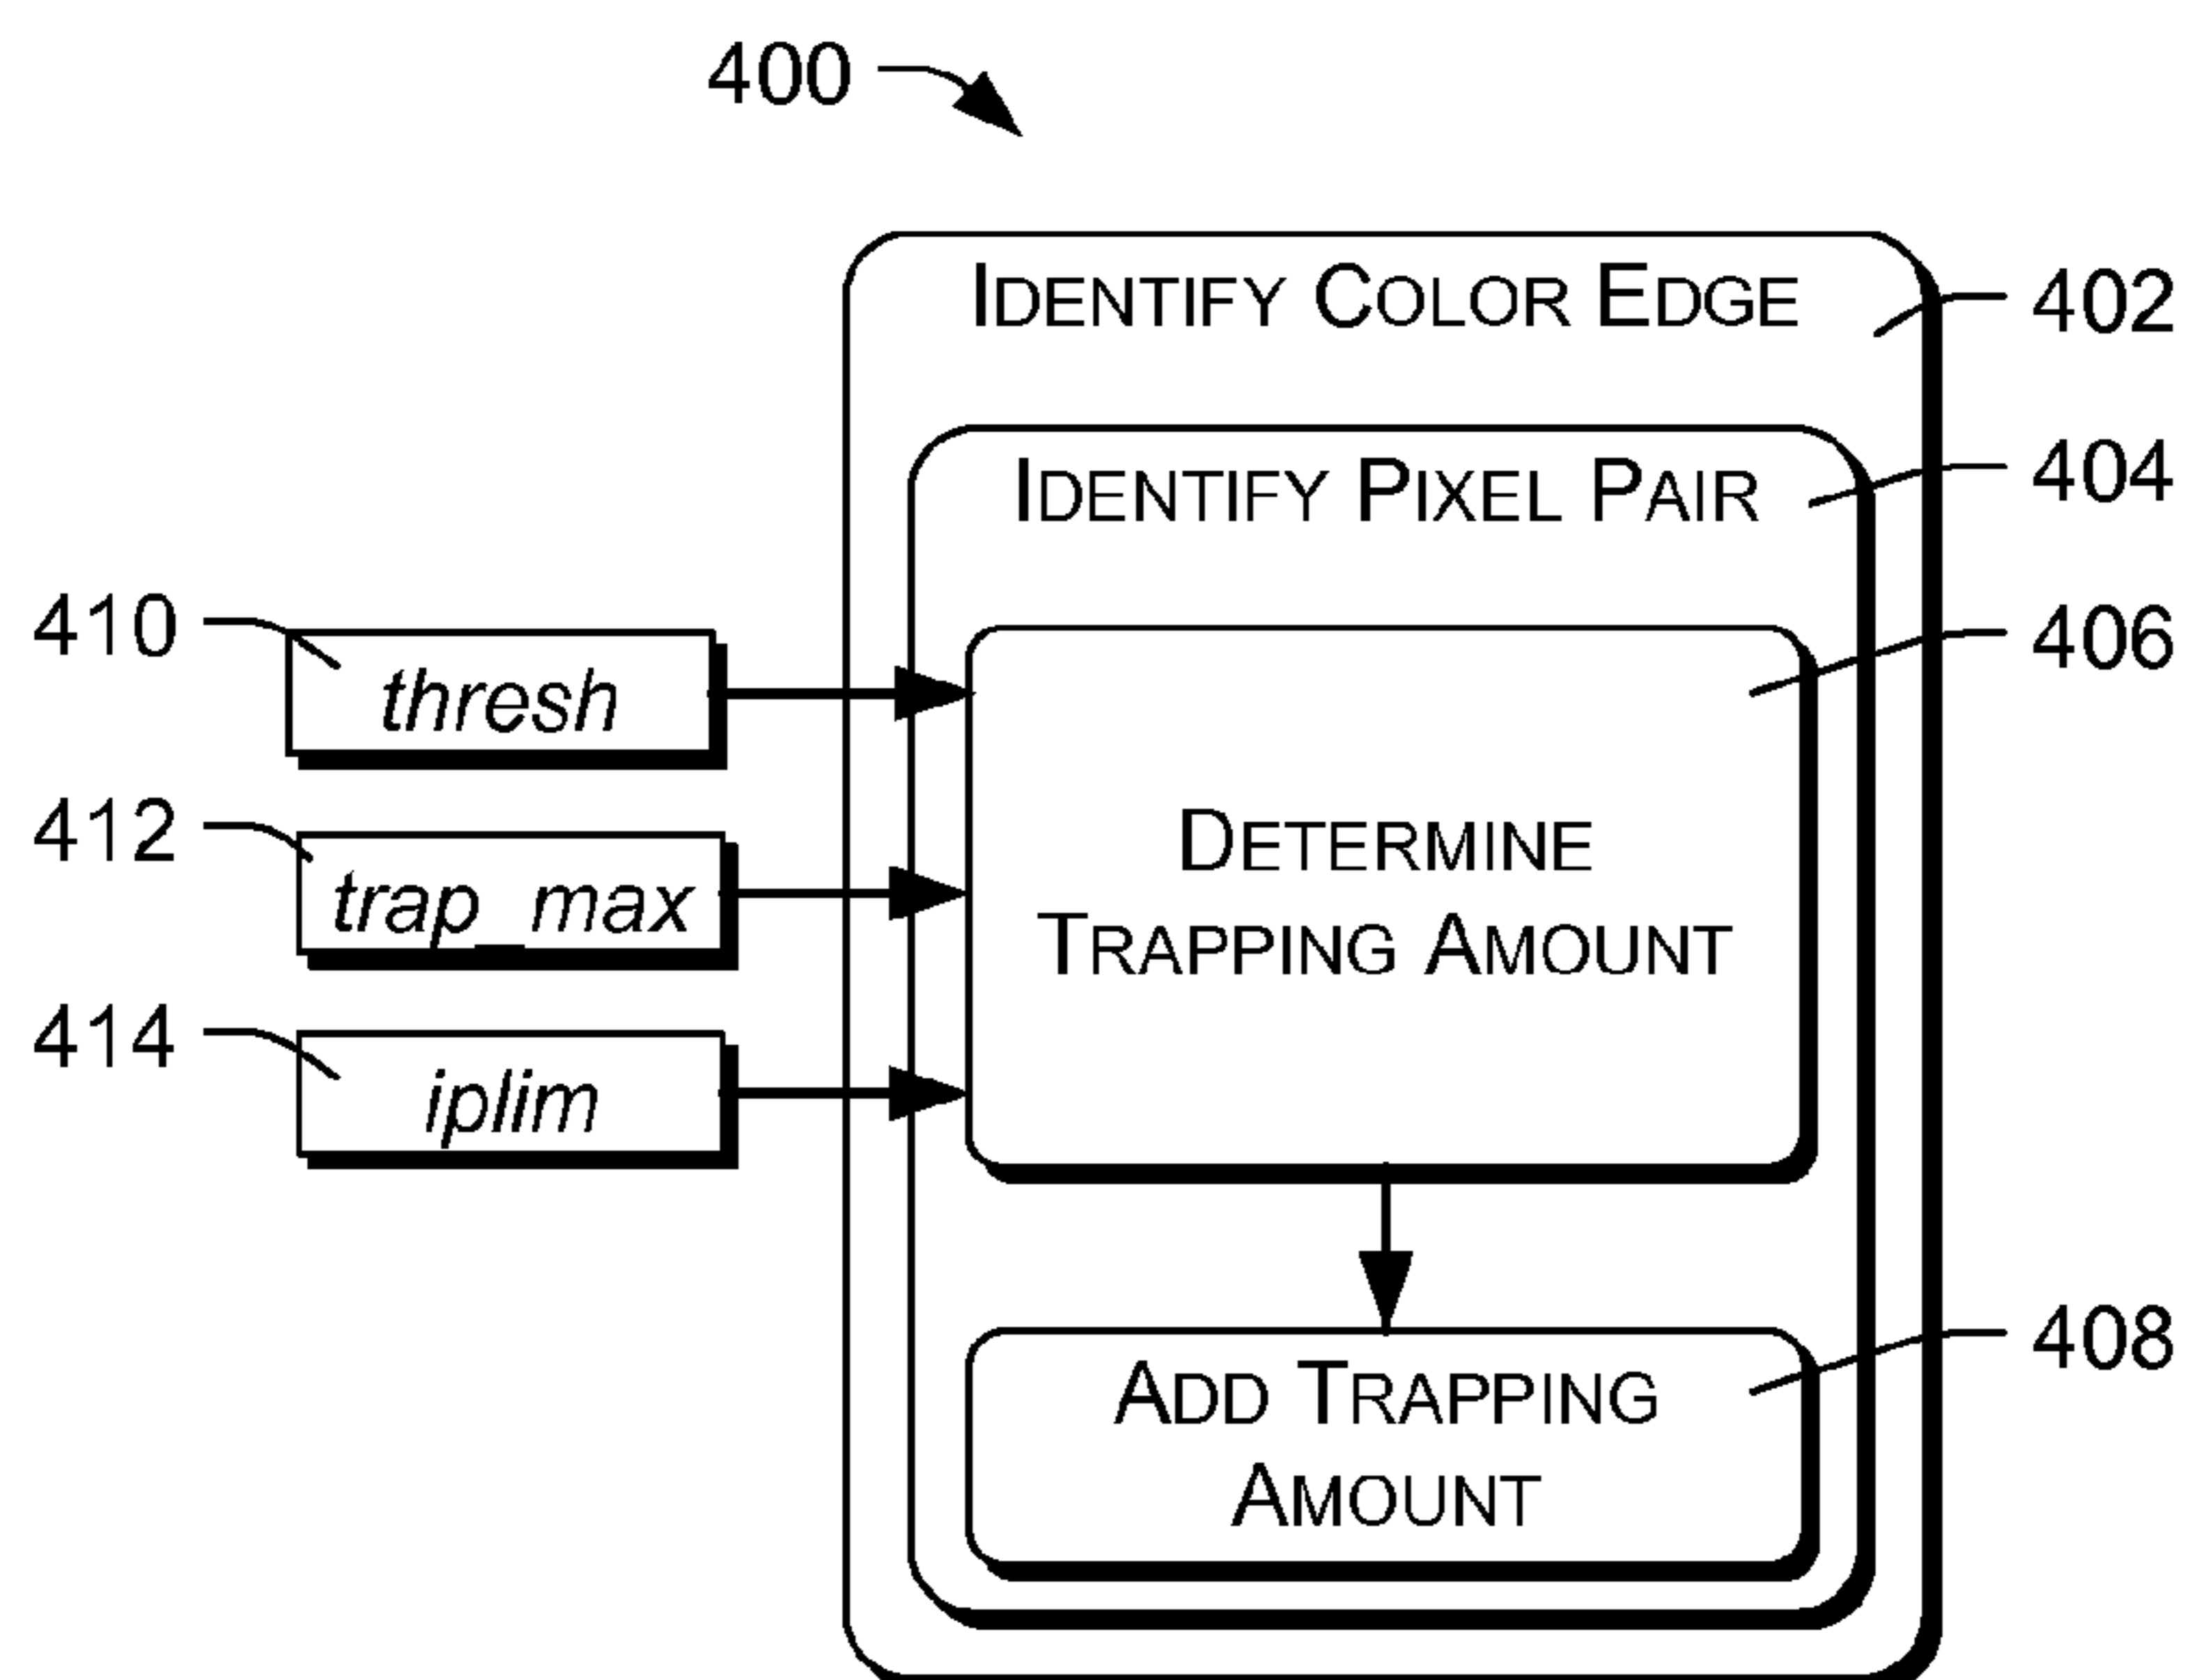 400
IDENTIFY COLOR EDGE
402
IDENTIFY PIXEL PAIR
404
406
410
thresh
412
trap_max
414
iplim
DETERMINE
TRAPPING AMOUNT
ADD TRAPPING
AMOUNT
408